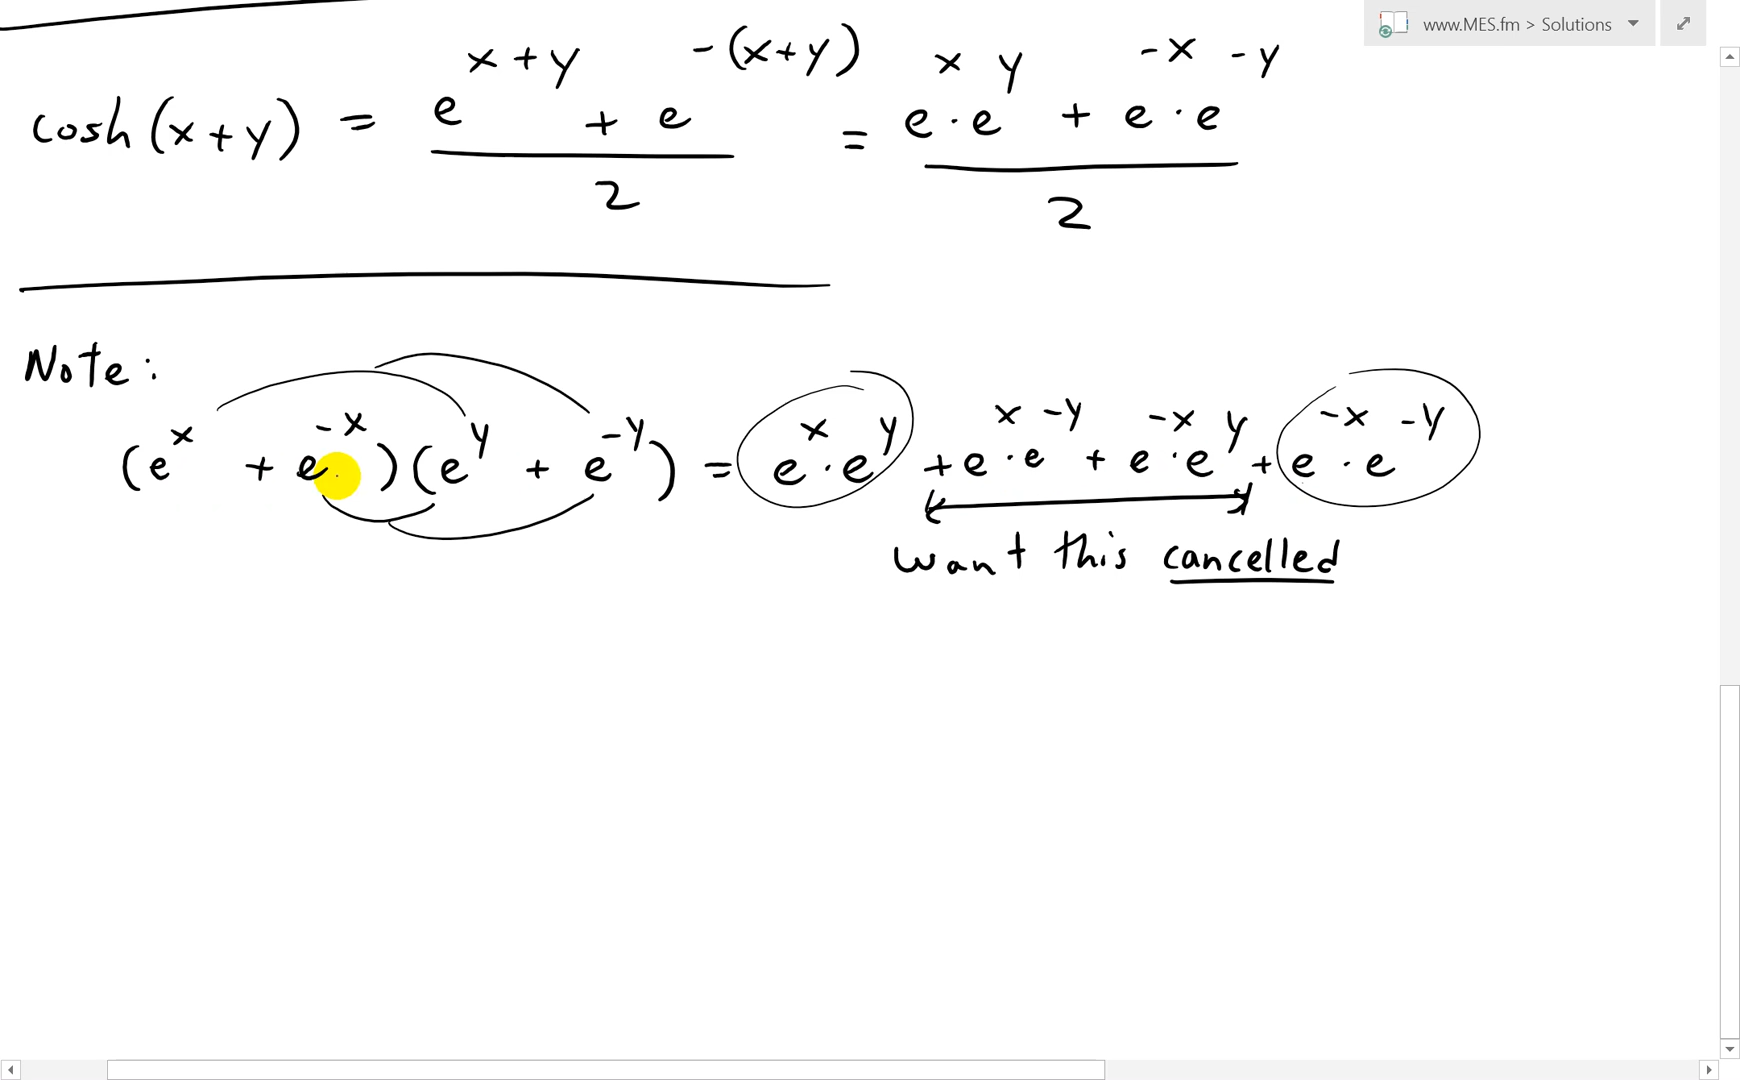 www.MES.fm > Solutions
cosh(x+y) = (e^(x+y) + e^(-(x+y)))/2 = (e^x · e^y + e^(-x) · e^(-y))/2
Note:
(e^x + e^(-x))(e^y + e^(-y)) = e^x · e^y + e^x · e^(-y) + e^(-x) · e^y + e^(-x) · e^(-y)
want this cancelled